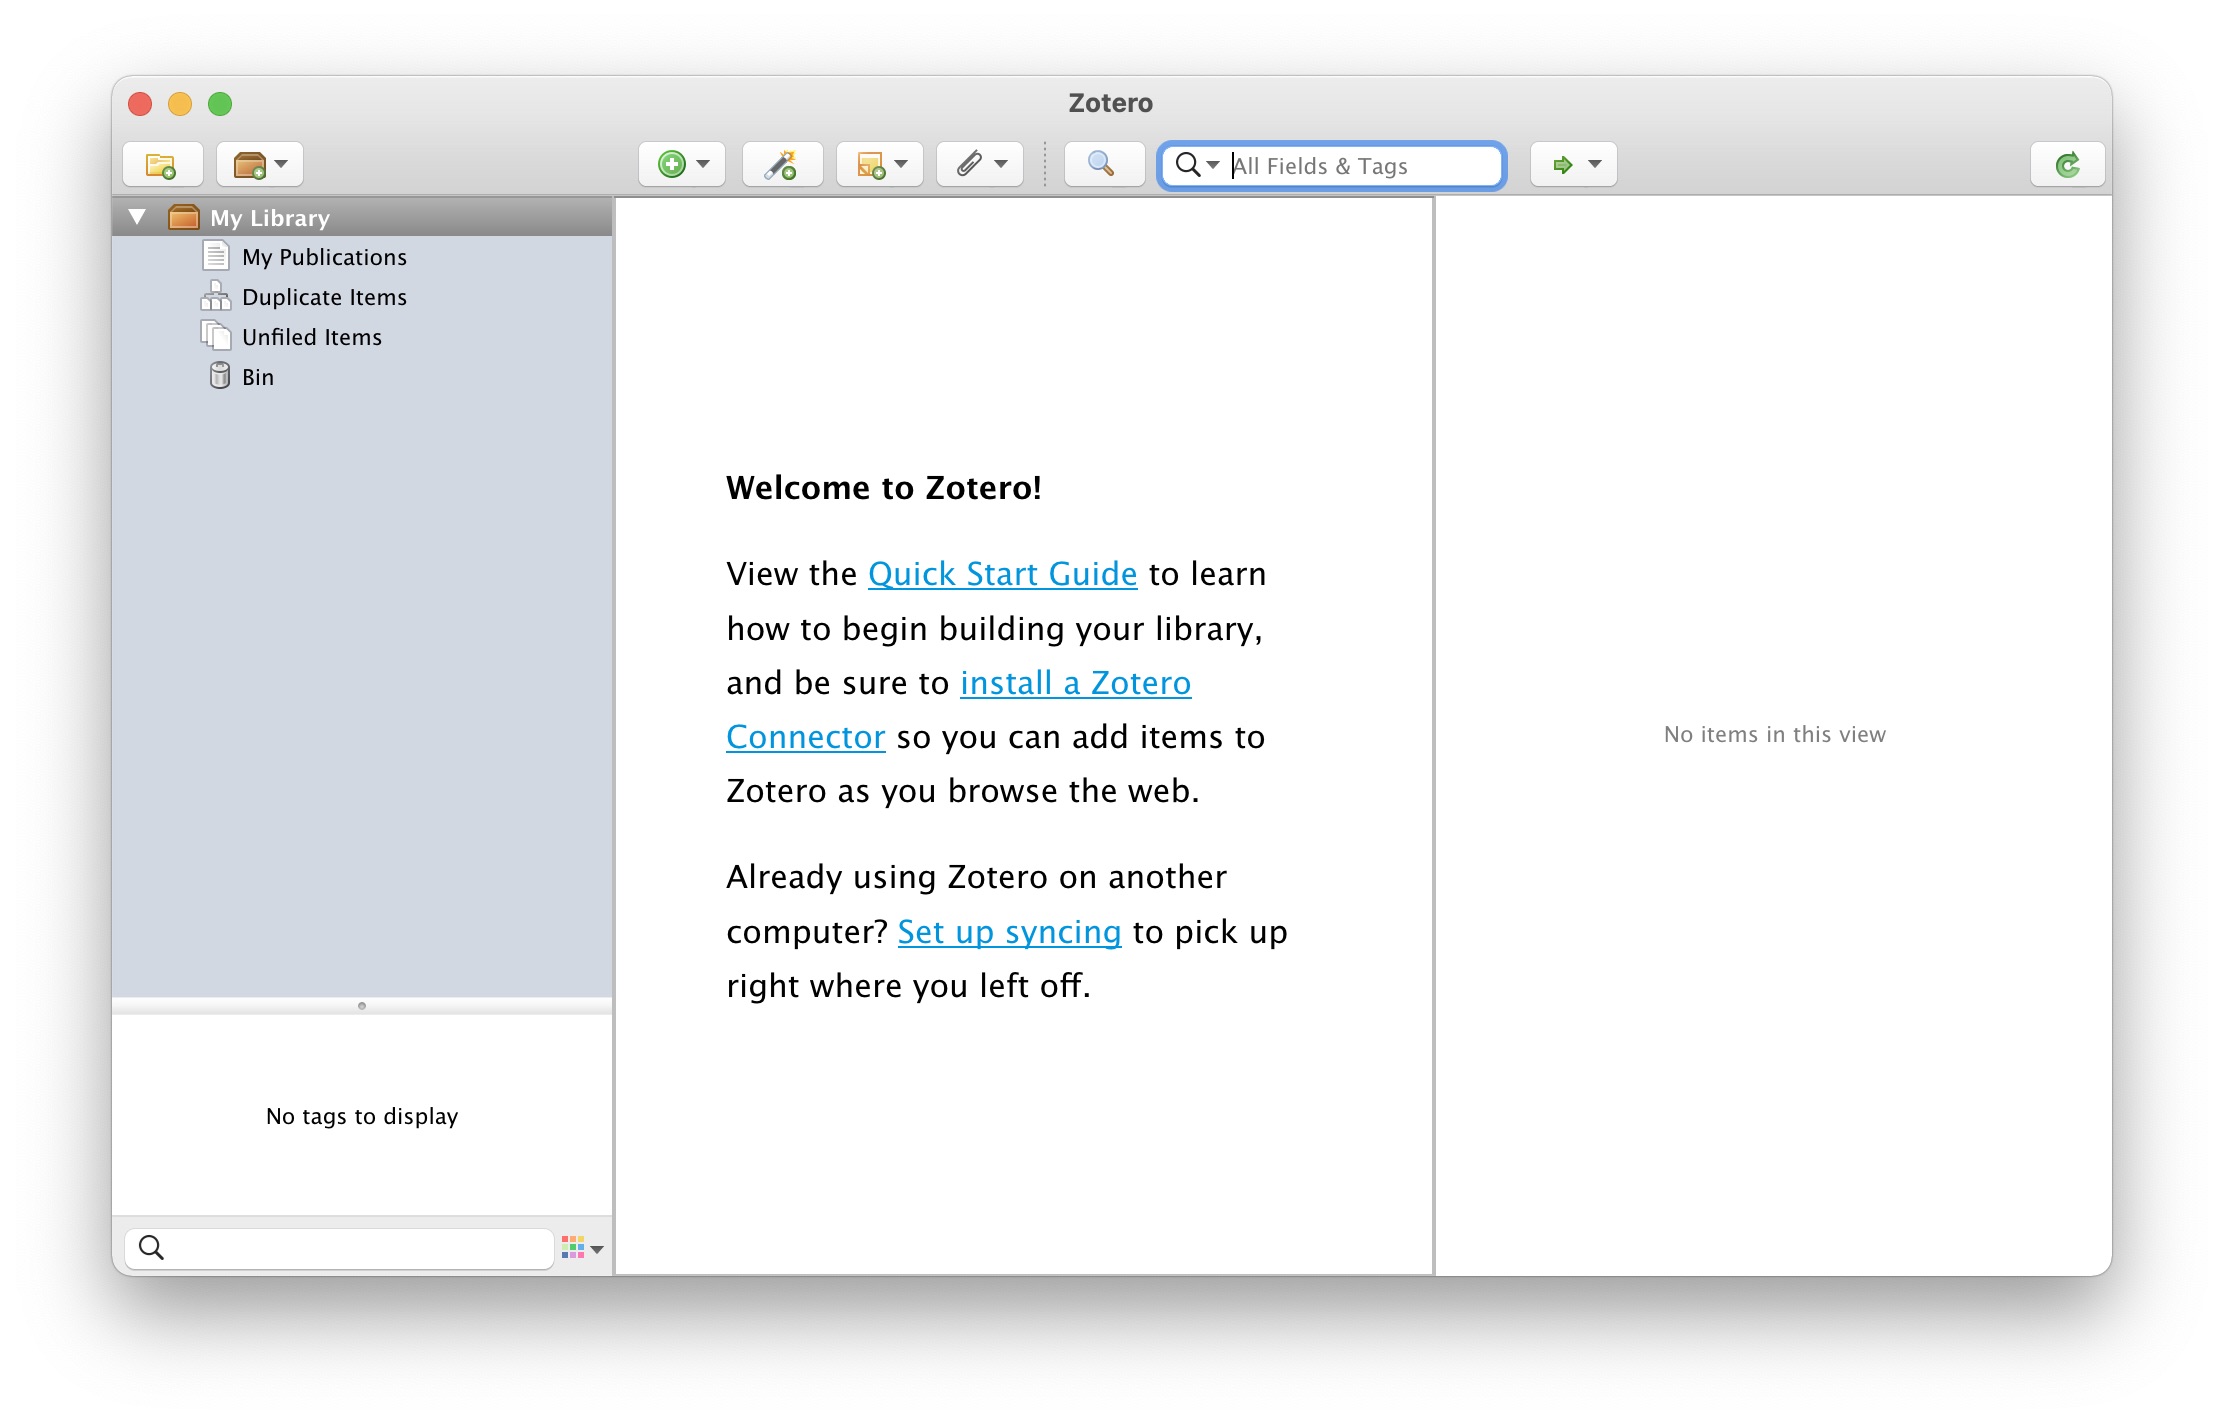 Zotero
All Fields & Tags
My Library
My Publications
Duplicate Items
Unfiled Items
Bin
No tags to display
Welcome to Zotero!
View the Quick Start Guide to learn
how to begin building your library,
and be sure to install a Zotero
Connector so you can add items to
Zotero as you browse the web.
Already using Zotero on another
computer? Set up syncing to pick up
right where you left off.
No items in this view